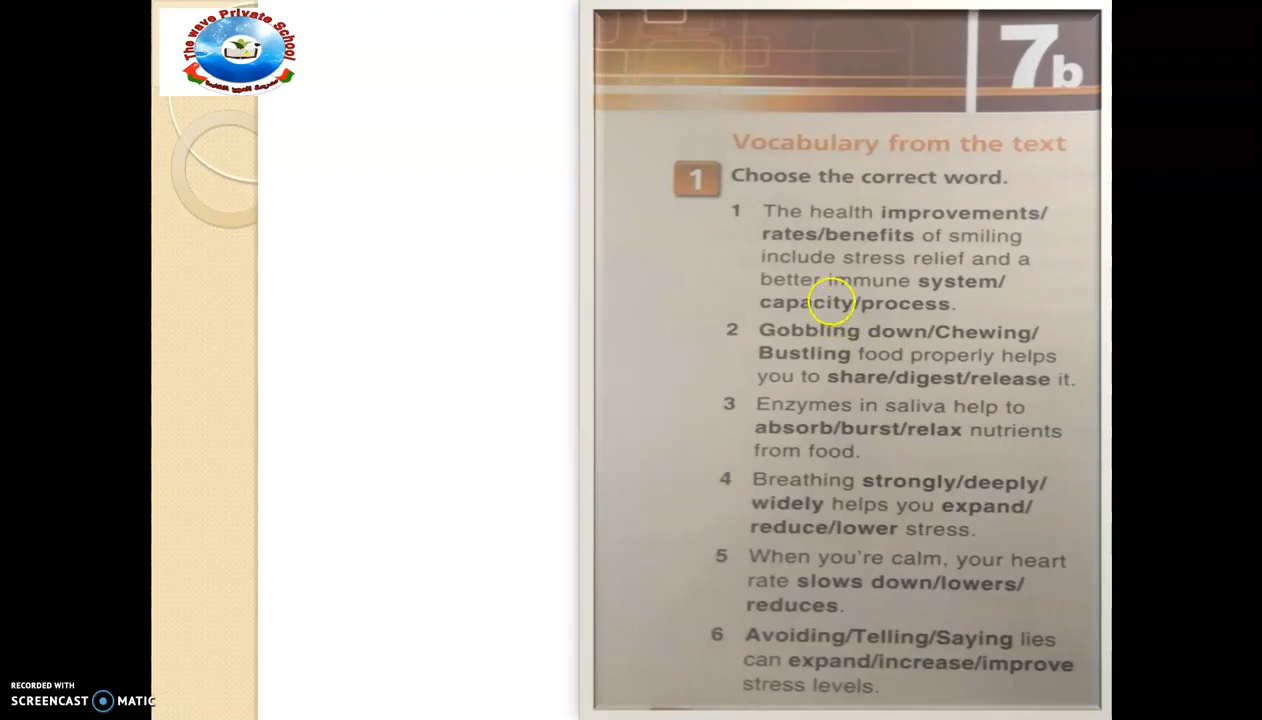 The wave Private School
7b
Vocabulary from the text
1 Choose the correct word.
1 The health improvements/
rates/benefits of smiling
include stress relief and a
better immune system/
capacity/process.
2 Gobbling down/Chewing/
Bustling food properly helps
you to share/digest/release it.
3 Enzymes in saliva help to
absorb/burst/relax nutrients
from food.
4 Breathing strongly/deeply/
widely helps you expand/
reduce/lower stress.
5 When you're calm, your heart
rate slows down/lowers/
reduces.
6 Avoiding/Telling/Saying lies
can expand/increase/improve
stress levels.
RECORDED WITH
SCREENCAST MATIC